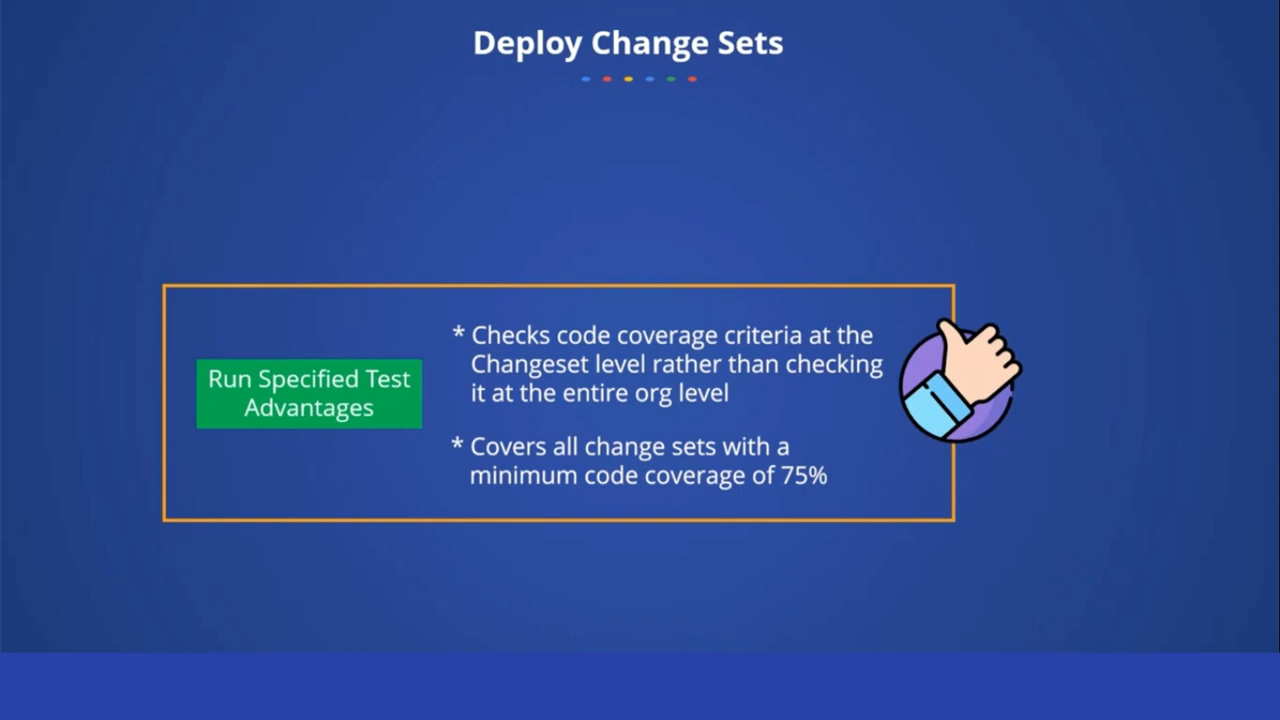 Deploy Change Sets
Run Specified Test
Advantages
* Checks code coverage criteria at the
Changeset level rather than checking
it at the entire org level
* Covers all change sets with a
minimum code coverage of 75%